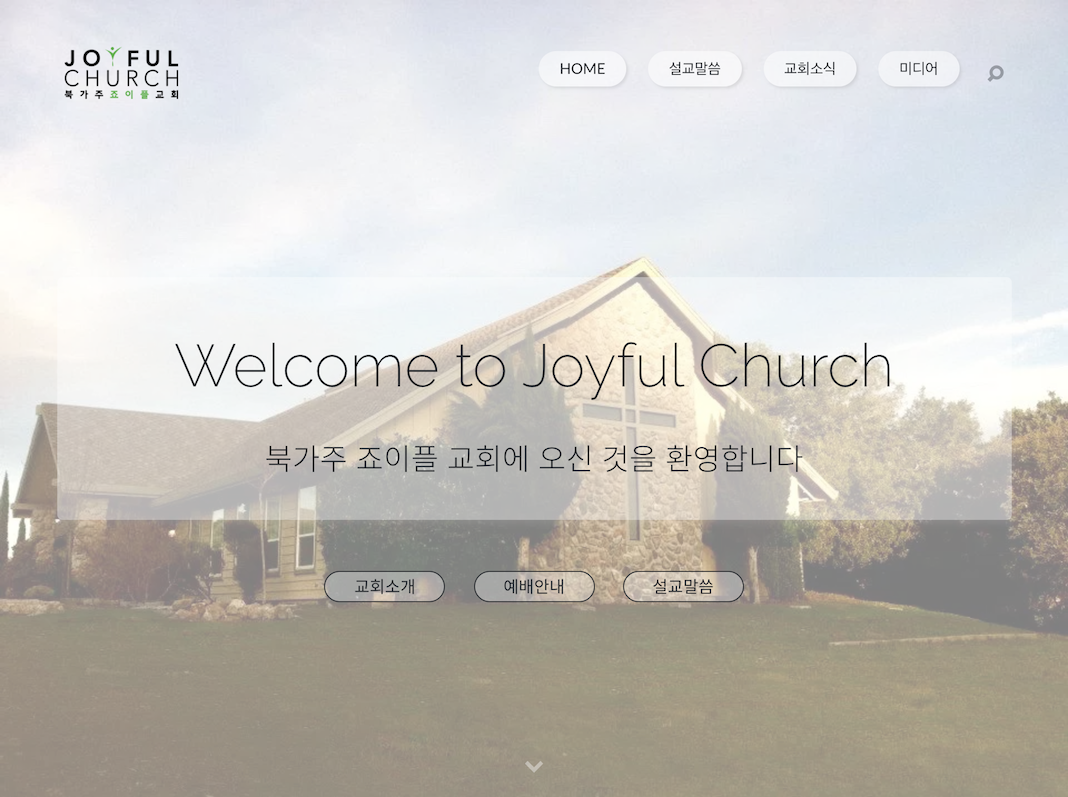 JOYFUL
CHURCH
북가주죠이플교회
HOME
설교말씀
교회소식
미디어
Welcome to Joyful Church
북가주 죠이플 교회에 오신 것을 환영합니다
교회소개
예배안내
설교말씀